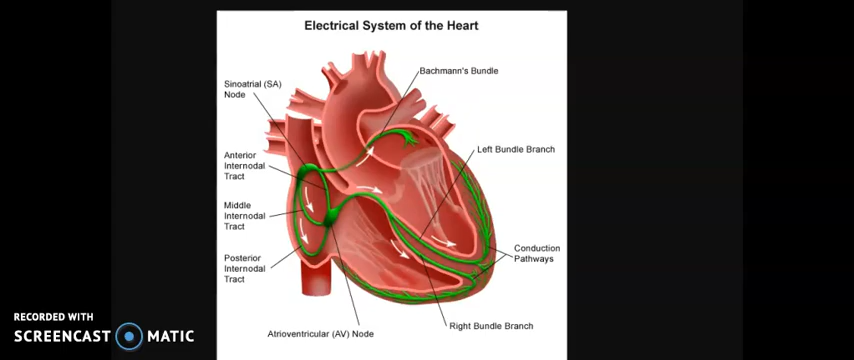 Electrical System of the Heart
Bachmann's Bundle
Sinoatrial (SA)
Node
Left Bundle Branch
Anterior
Internodal
Tract
Middle
Internodal
Tract
Conduction
Pathways
Posterior
Internodal
Tract
Right Bundle Branch
Atrioventricular (AV) Node
RECORDED WITH
SCREENCAST MATIC